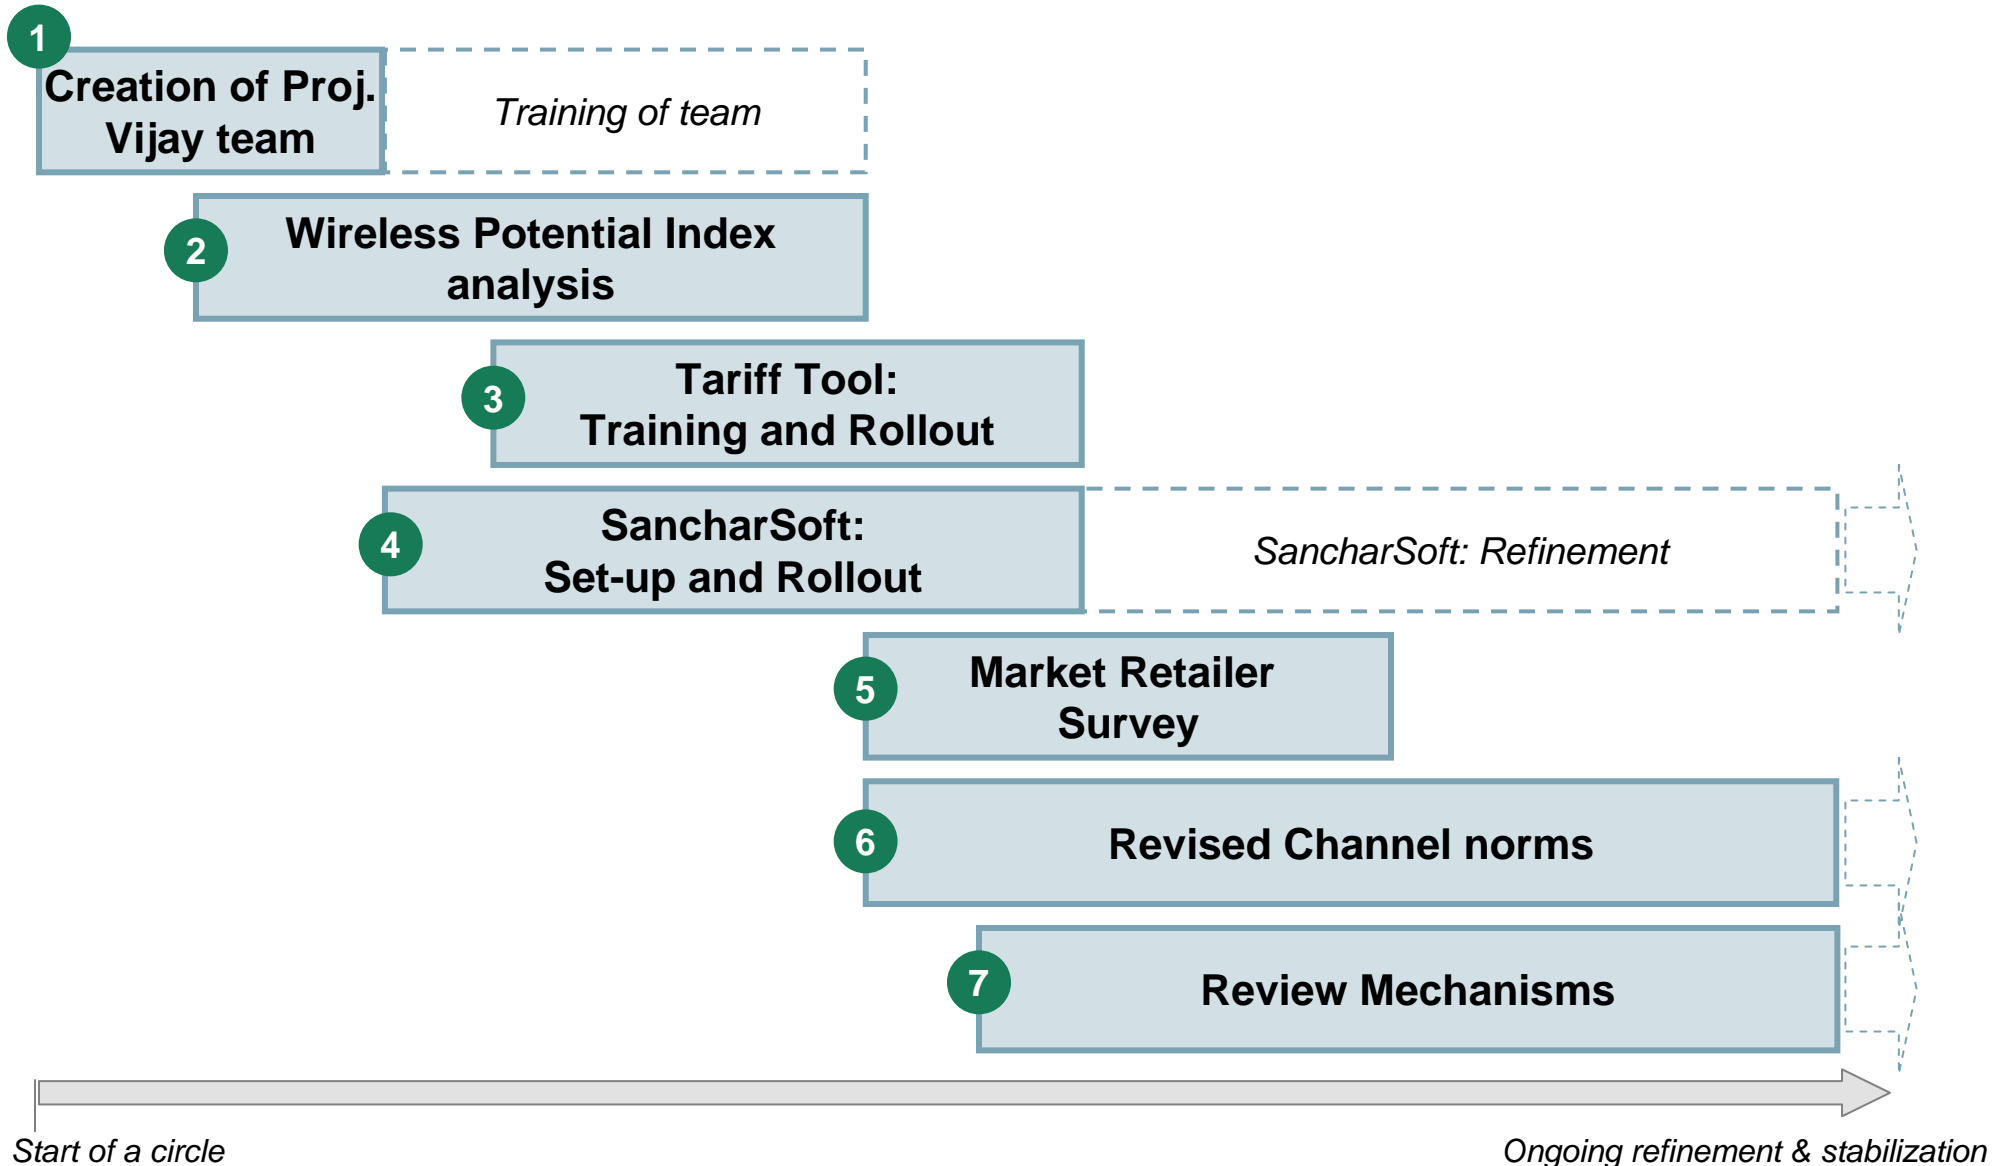 1
Creation of Proj.
Vijay team
Training of team
2
Wireless Potential Index
analysis
3
Tariff Tool:
Training and Rollout
4
SancharSoft:
Set-up and Rollout
SancharSoft: Refinement
5
Market Retailer
Survey
6
Revised Channel norms
7
Review Mechanisms
Start of a circle
Ongoing refinement & stabilization